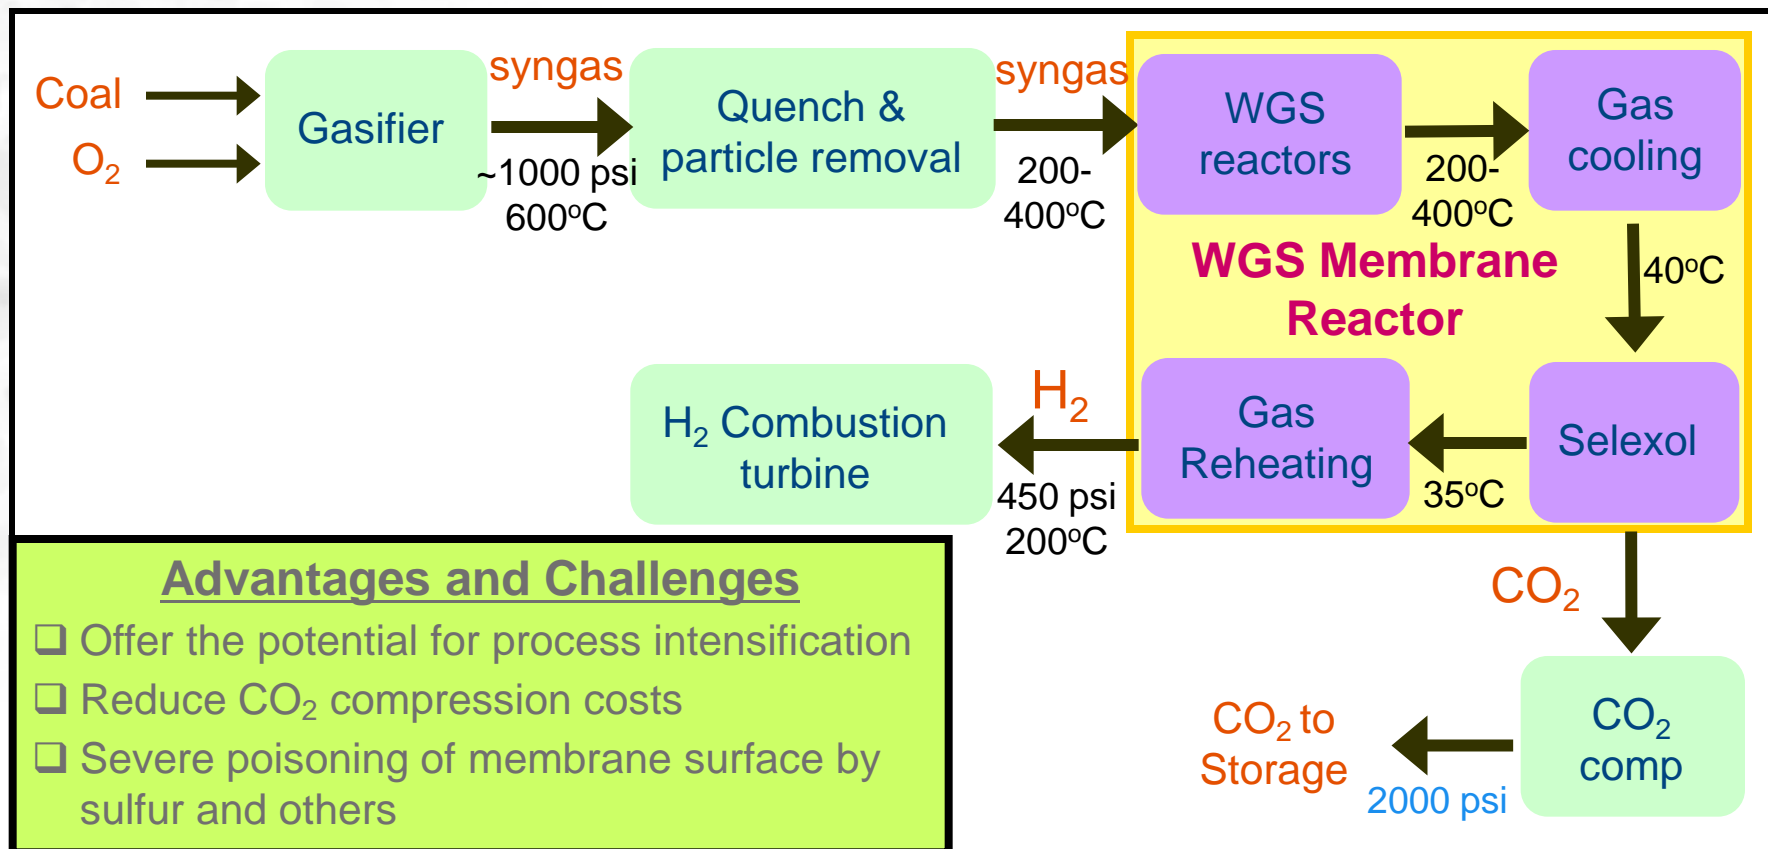 Coal
O₂
Gasifier
syngas
~1000 psi
600ºC
Quench &
particle removal
syngas
200-
400ºC
WGS
reactors
200-
400ºC
Gas
cooling
WGS Membrane
Reactor
40ºC
Selexol
35ºC
Gas
Reheating
H₂
450 psi
200ºC
H₂ Combustion
turbine
CO₂
CO₂
comp
CO₂ to
Storage
2000 psi
Advantages and Challenges
❑ Offer the potential for process intensification
❑ Reduce CO₂ compression costs
❑ Severe poisoning of membrane surface by
sulfur and others